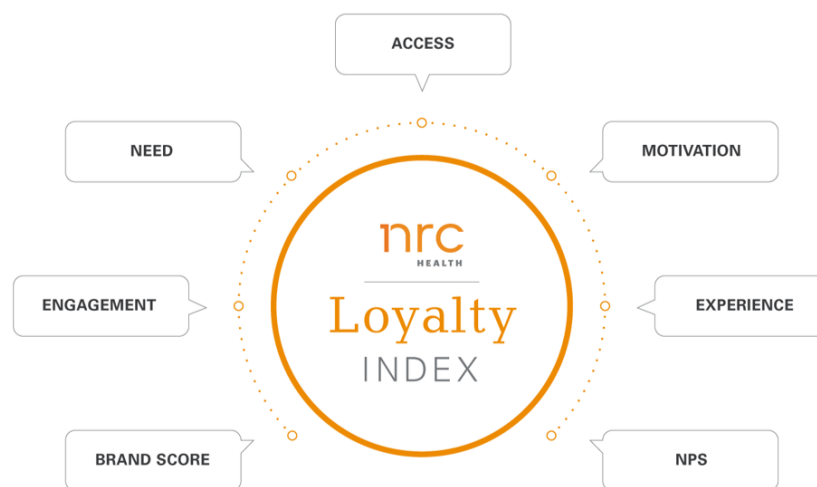 ACCESS
NEED
MOTIVATION
nrc
HEALTH
Loyalty
INDEX
ENGAGEMENT
EXPERIENCE
BRAND SCORE
NPS